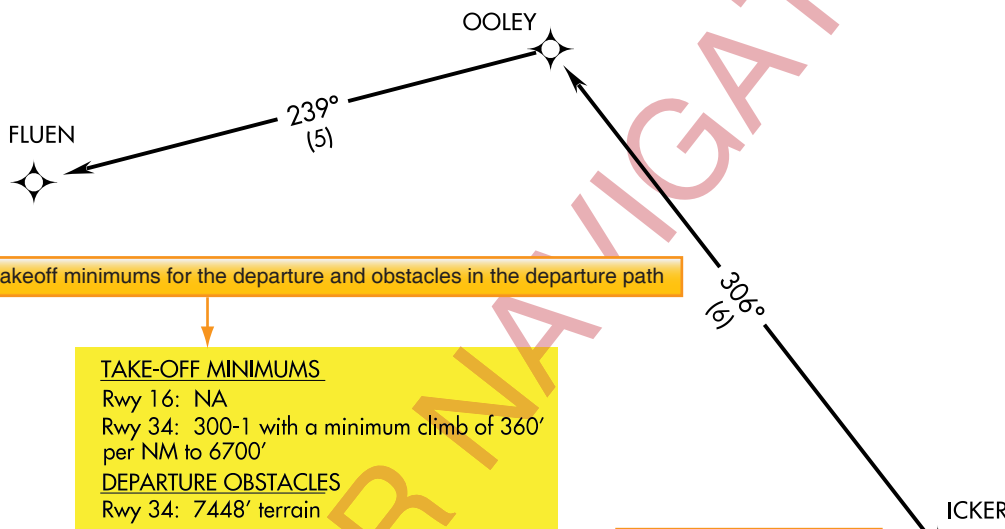 OOLEY
239°
(5)
FLUEN
akeoff minimums for the departure and obstacles in the departure path
306°
(6)
TAKE-OFF MINIMUMS
Rwy 16: NA
Rwy 34: 300-1 with a minimum climb of 360′
per NM to 6700′
DEPARTURE OBSTACLES
Rwy 34: 7448′ terrain
ICKER
R NAVIGAT